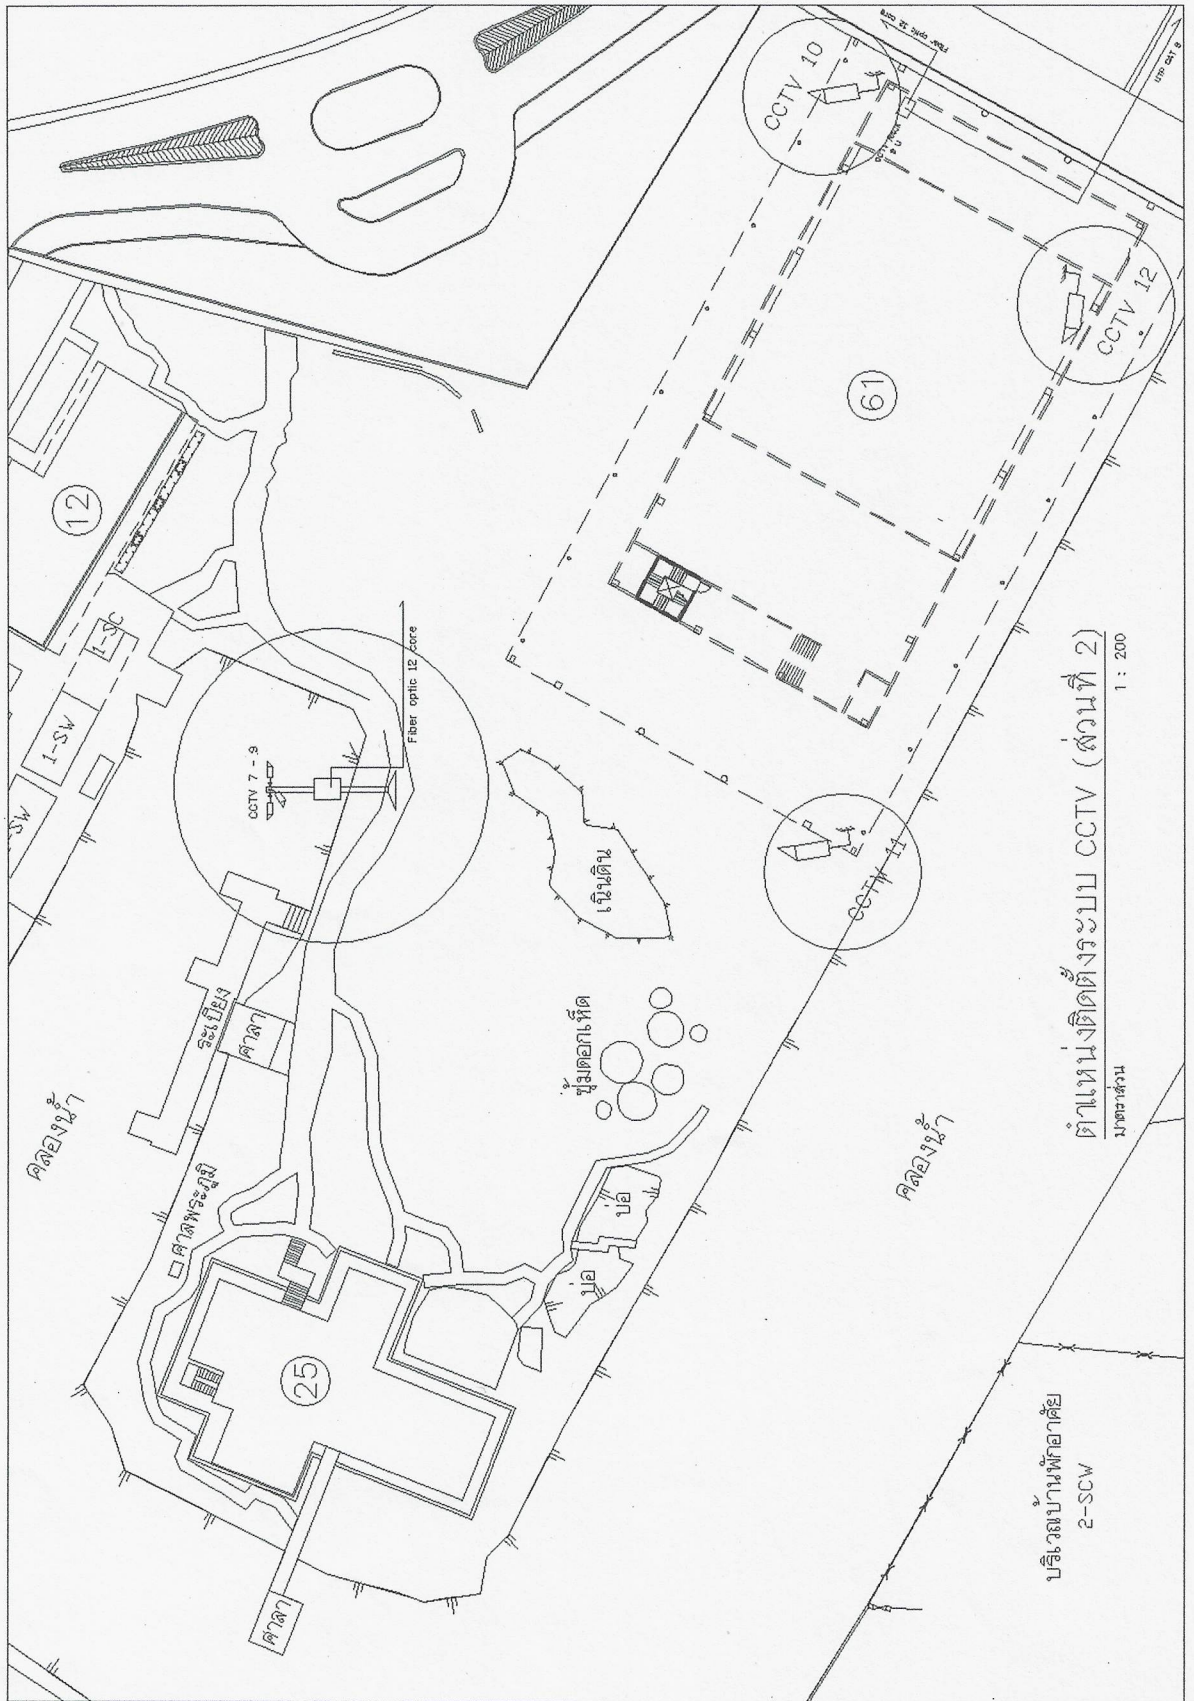 ตำแหน่งติดตั้งระบบ CCTV (ส่วนที่ 2)
มาตราส่วน 1 : 200
CCTV 10
CCTV 12
CCTV 11
CCTV 7 - 9
Fiber optic 12 core
Fiber optic 12 core
12
61
25
1-SC
1-SW
-SW
เนินดิน
ซุ้มดอกเห็ด
ระเบียง
ศาลา
ศาลพระภูมิ
คลองน้ำ
คลองน้ำ
บ่อ
บ่อ
ศาลา
บริเวณบ้านพักอาศัย
2-SCW